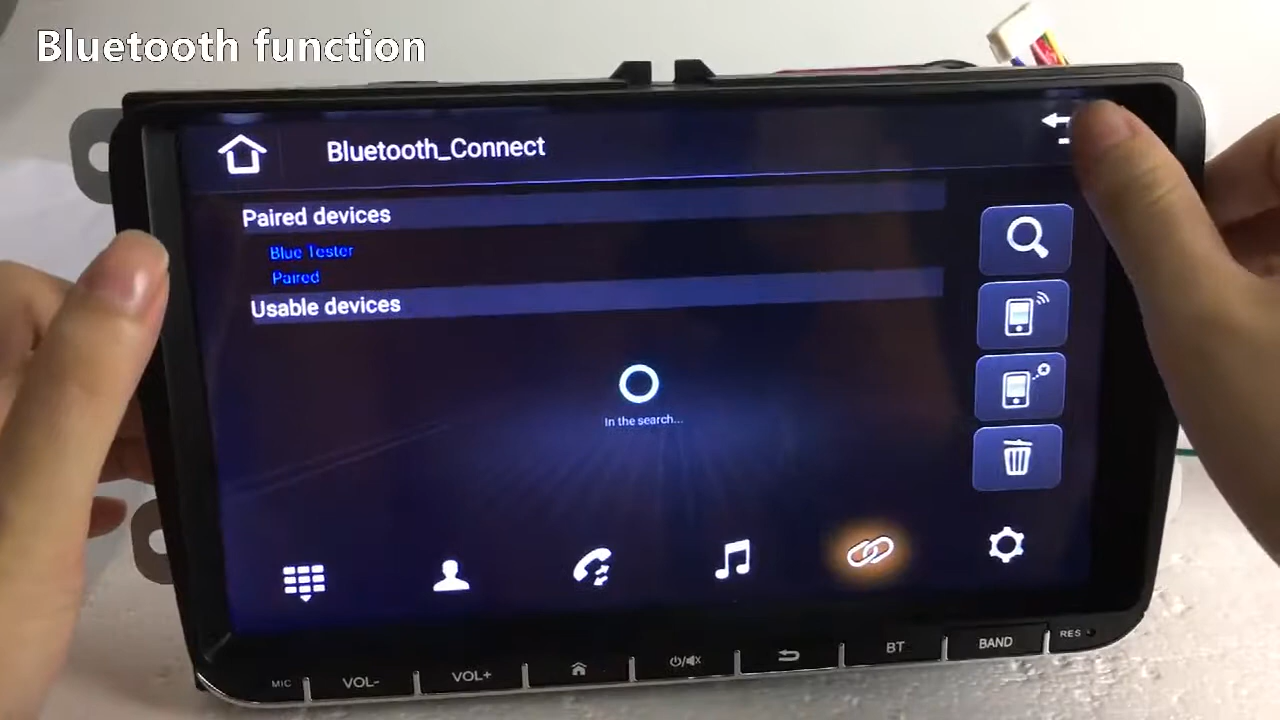 Bluetooth function
Bluetooth_Connect
Paired devices
Blue Tester
Paired
Usable devices
In the search...
MIC
VOL-
VOL+
BT
BAND
RES